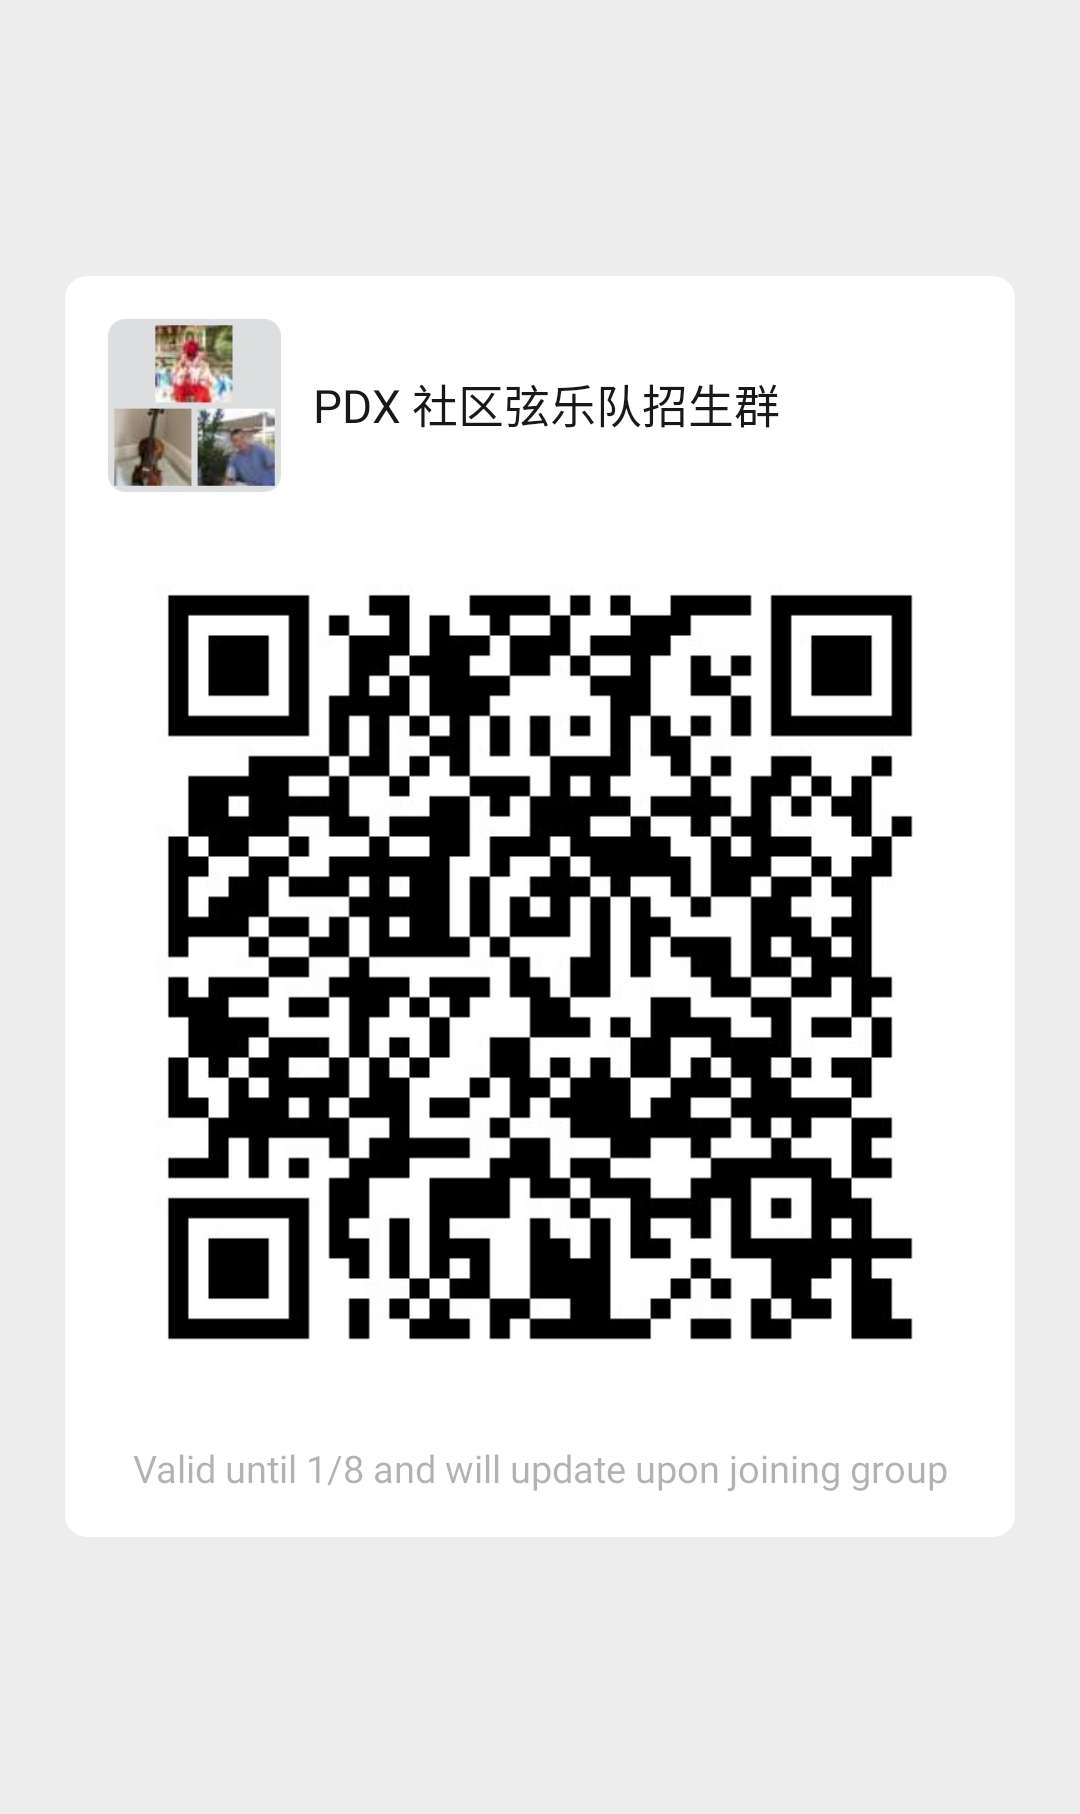 PDX 社区弦乐队招生群
Valid until 1/8 and will update upon joining group